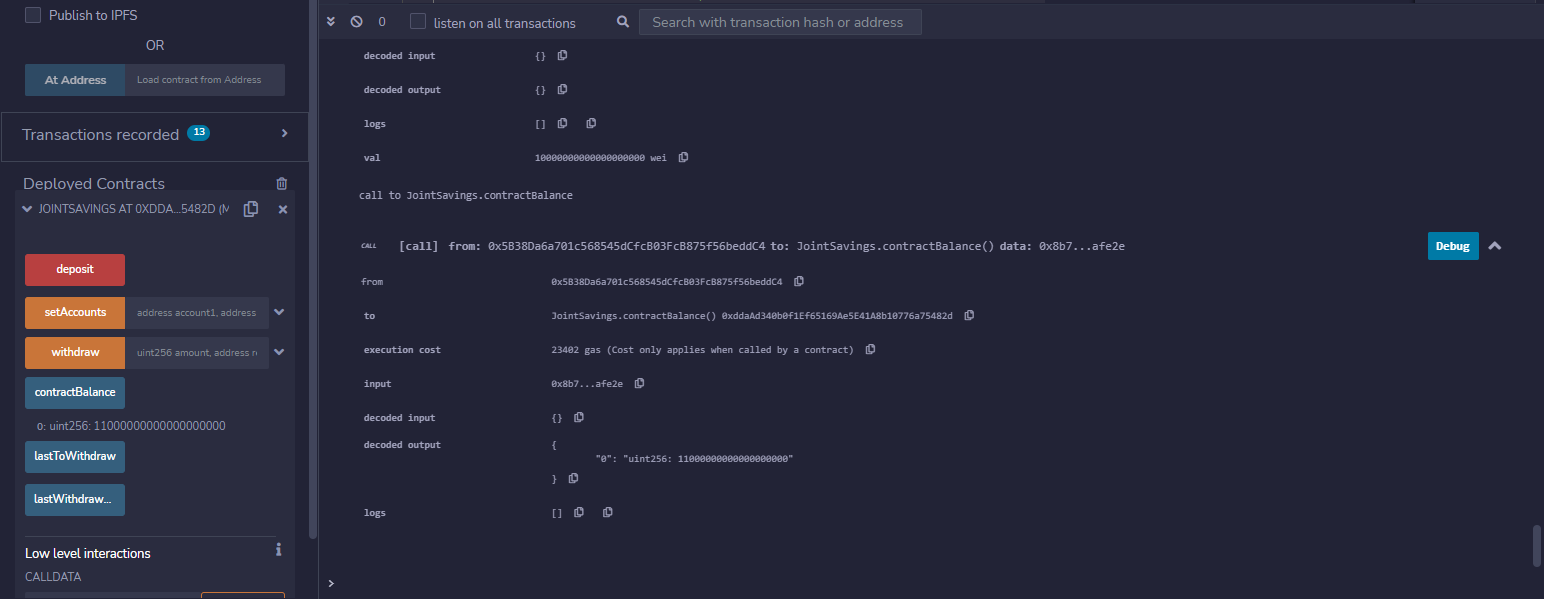 Publish to IPFS
OR
At Address Load contract from Address
Transactions recorded 13
Deployed Contracts
JOINTSAVINGS AT 0XDDA...5482D (M
deposit
setAccounts address account1, address
withdraw uint256 amount, address re
contractBalance
0: uint256: 11000000000000000000
lastToWithdraw
lastWithdraw...
Low level interactions
CALLDATA
0 listen on all transactions Search with transaction hash or address
decoded input {}
decoded output {}
logs []
val 10000000000000000000 wei
call to JointSavings.contractBalance
CALL [call] from: 0x5B38Da6a701c568545dCfcB03FcB875f56beddC4 to: JointSavings.contractBalance() data: 0x8b7...afe2e Debug
from 0x5B38Da6a701c568545dCfcB03FcB875f56beddC4
to JointSavings.contractBalance() 0xddaAd340b0f1Ef65169Ae5E41A8b10776a75482d
execution cost 23402 gas (Cost only applies when called by a contract)
input 0x8b7...afe2e
decoded input {}
decoded output {
"0": "uint256: 11000000000000000000"
}
logs []
>